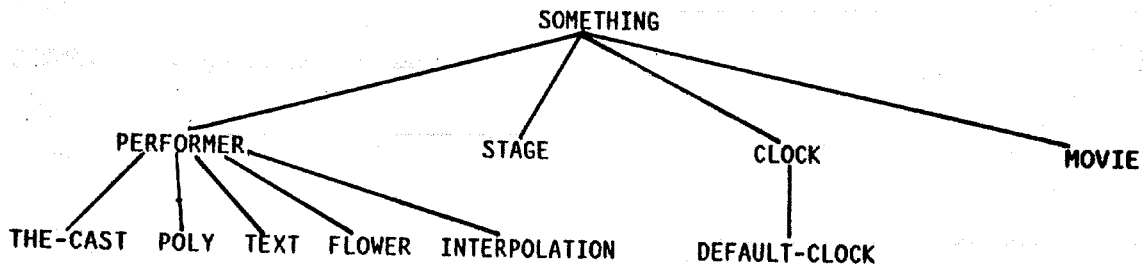 SOMETHING
PERFORMER STAGE CLOCK MOVIE
THE-CAST POLY TEXT FLOWER INTERPOLATION DEFAULT-CLOCK